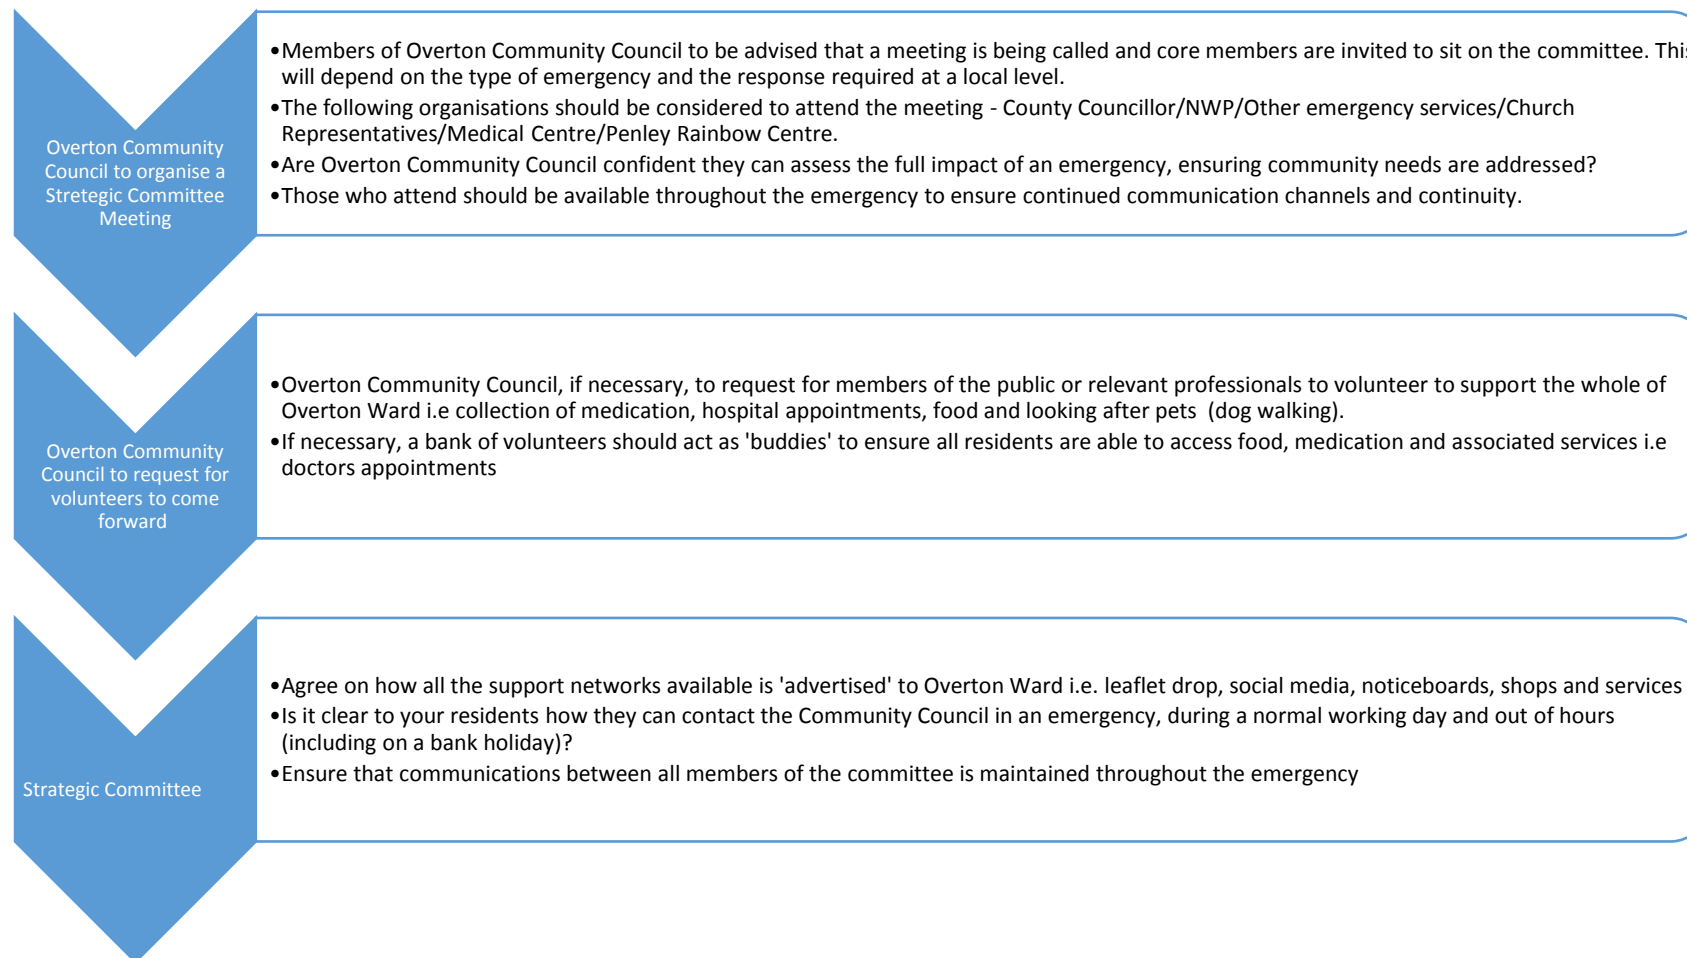 Overton Community
Council to organise a
Stretegic Committee
Meeting
•Members of Overton Community Council to be advised that a meeting is being called and core members are invited to sit on the committee. This
will depend on the type of emergency and the response required at a local level.
•The following organisations should be considered to attend the meeting - County Councillor/NWP/Other emergency services/Church
Representatives/Medical Centre/Penley Rainbow Centre.
•Are Overton Community Council confident they can assess the full impact of an emergency, ensuring community needs are addressed?
•Those who attend should be available throughout the emergency to ensure continued communication channels and continuity.
Overton Community
Council to request for
volunteers to come
forward
•Overton Community Council, if necessary, to request for members of the public or relevant professionals to volunteer to support the whole of
Overton Ward i.e collection of medication, hospital appointments, food and looking after pets  (dog walking).
•If necessary, a bank of volunteers should act as 'buddies' to ensure all residents are able to access food, medication and associated services i.e
doctors appointments
Strategic Committee
•Agree on how all the support networks available is 'advertised' to Overton Ward i.e. leaflet drop, social media, noticeboards, shops and services
•Is it clear to your residents how they can contact the Community Council in an emergency, during a normal working day and out of hours
(including on a bank holiday)?
•Ensure that communications between all members of the committee is maintained throughout the emergency